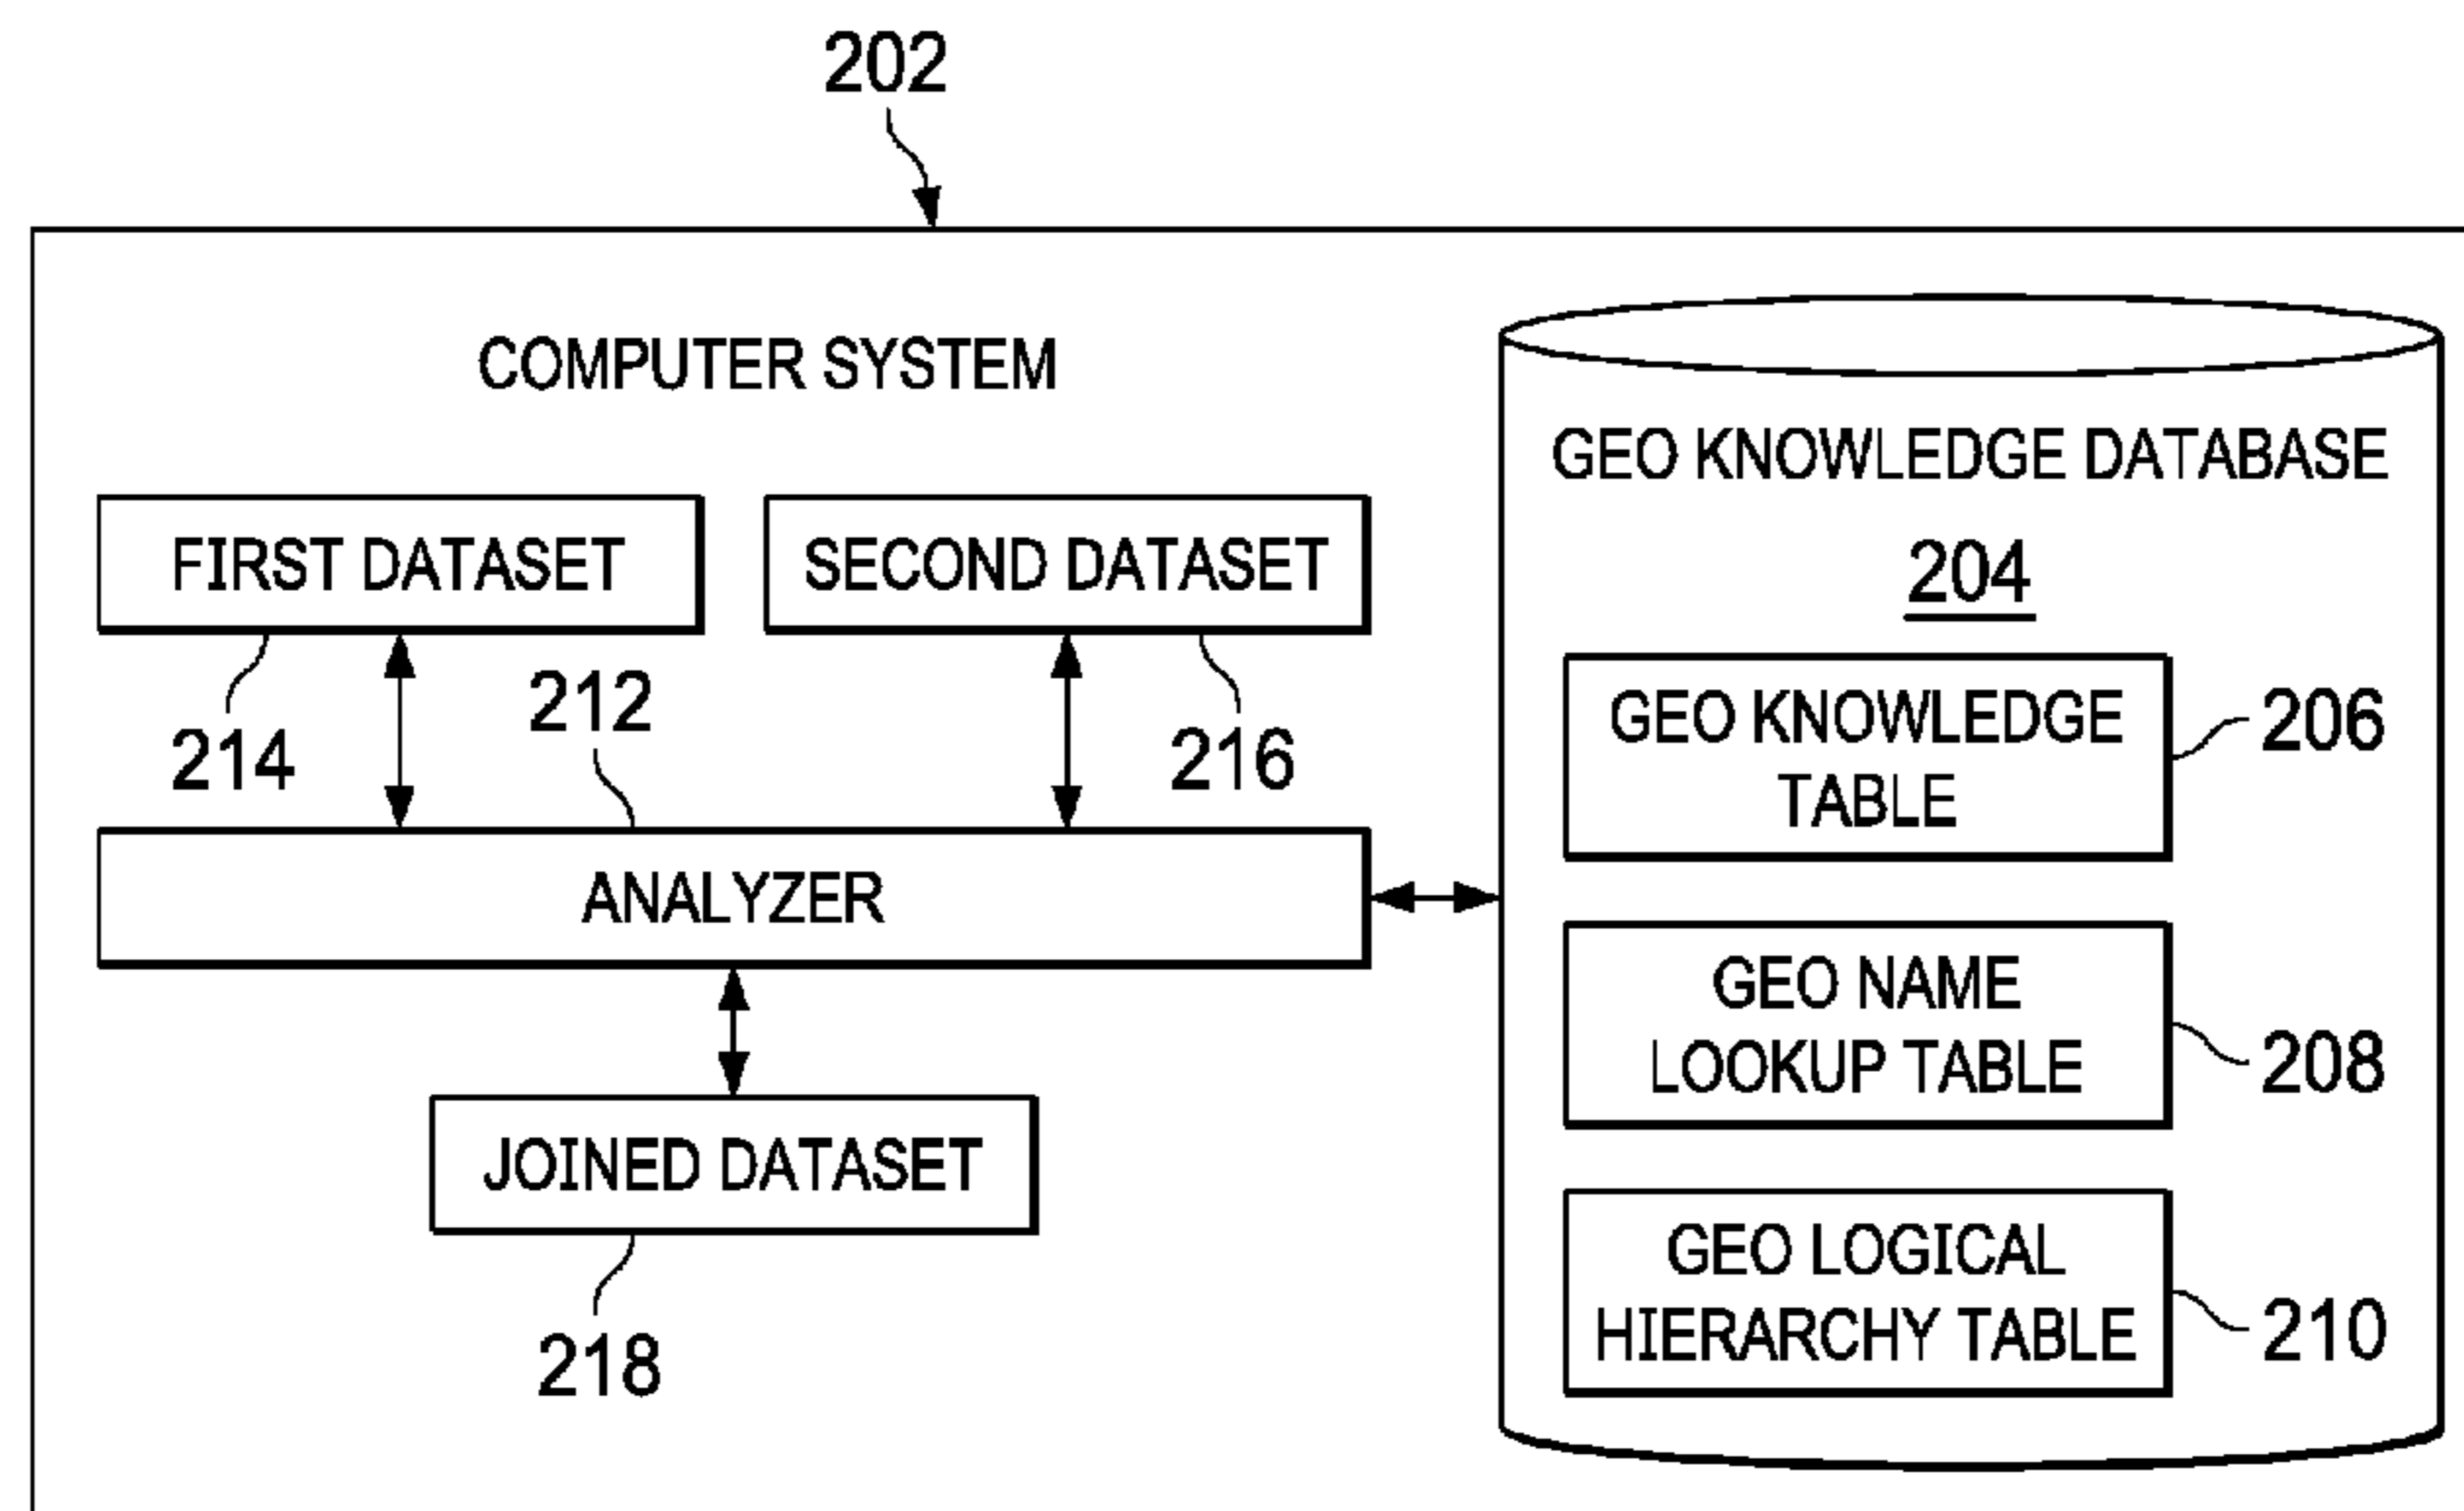 202
COMPUTER SYSTEM
FIRST DATASET
SECOND DATASET
214
212
216
ANALYZER
JOINED DATASET
218
GEO KNOWLEDGE DATABASE
204
GEO KNOWLEDGE
TABLE
206
GEO NAME
LOOKUP TABLE
208
GEO LOGICAL
HIERARCHY TABLE
210